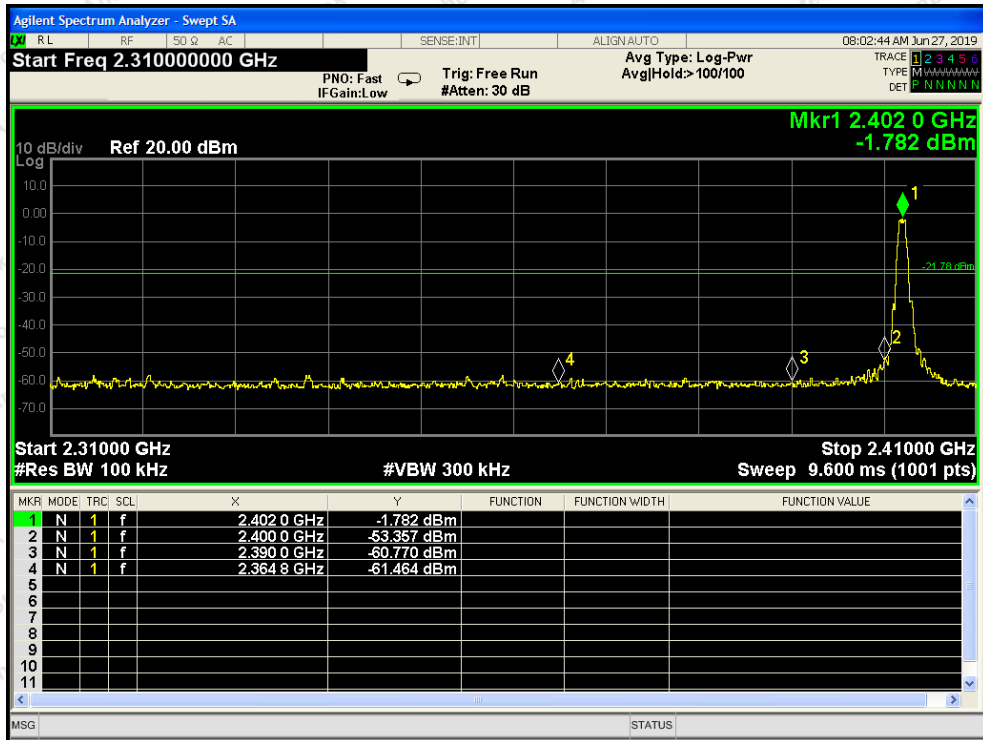 Agilent Spectrum Analyzer - Swept SA
LXI RL RF 50 Ω AC SENSE:INT ALIGN AUTO 08:02:44 AM Jun 27, 2019
Start Freq 2.310000000 GHz
PNO: Fast
IFGain:Low
Trig: Free Run
#Atten: 30 dB
Avg Type: Log-Pwr
Avg|Hold:>100/100
TRACE 1 2 3 4 5 6
TYPE M
DET P N N N N N
Mkr1 2.402 0 GHz
-1.782 dBm
10 dB/div Ref 20.00 dBm
Log
10.0
0.00
-10.0
-20.0
-30.0
-40.0
-50.0
-60.0
-70.0
1
-21.78 dBm
2
3
4
Start 2.31000 GHz Stop 2.41000 GHz
#Res BW 100 kHz #VBW 300 kHz Sweep 9.600 ms (1001 pts)
MKR MODE TRC SCL X Y FUNCTION FUNCTION WIDTH FUNCTION VALUE
1 N 1 f 2.402 0 GHz -1.782 dBm
2 N 1 f 2.400 0 GHz -53.357 dBm
3 N 1 f 2.390 0 GHz -60.770 dBm
4 N 1 f 2.364 8 GHz -61.464 dBm
5
6
7
8
9
10
11
MSG STATUS